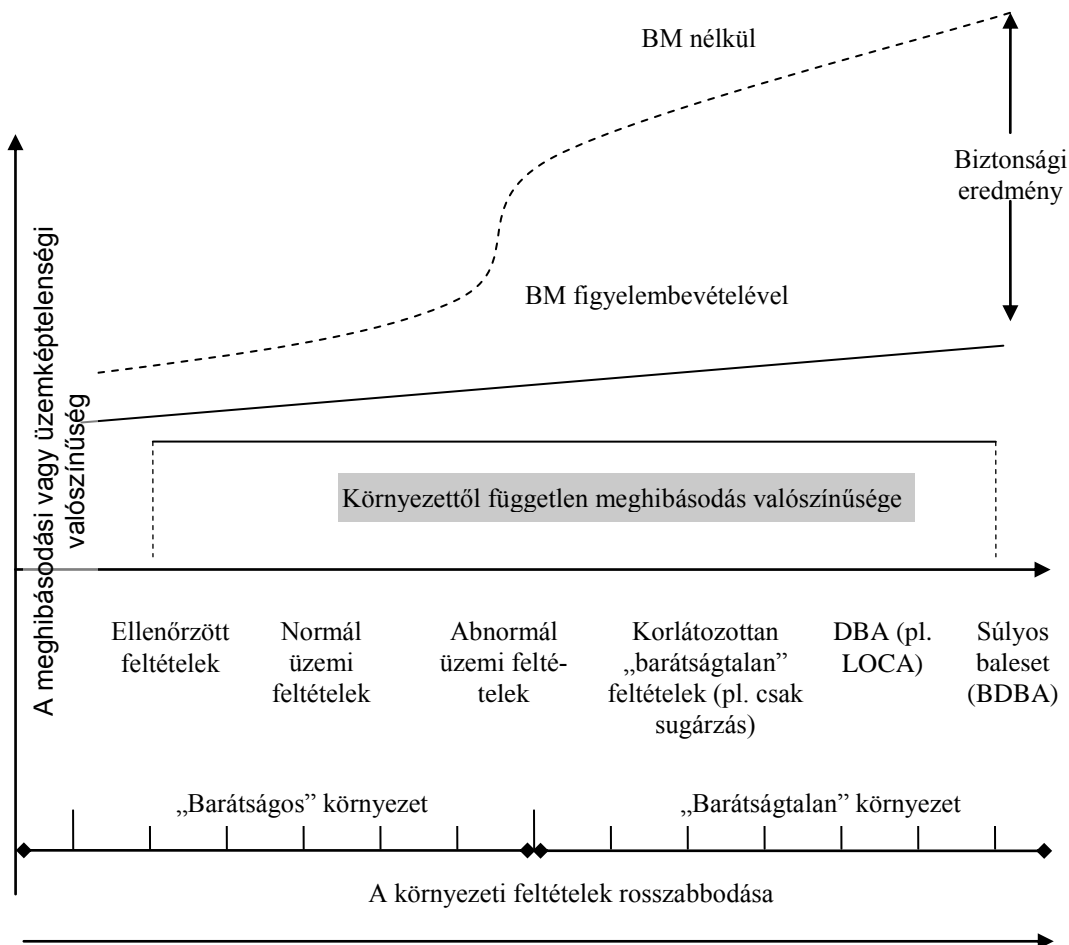 BM nélkül
Biztonsági
eredmény
BM figyelembevételével
A meghibásodási vagy üzemképtelenségi
valószínűség
Környezettől független meghibásodás valószínűsége
Ellenőrzött
feltételek
Normál
üzemi
feltételek
Abnormál
üzemi felté-
telek
Korlátozottan
„barátságtalan”
feltételek (pl. csak
sugárzás)
DBA (pl.
LOCA)
Súlyos
baleset
(BDBA)
„Barátságos” környezet
„Barátságtalan” környezet
A környezeti feltételek rosszabbodása